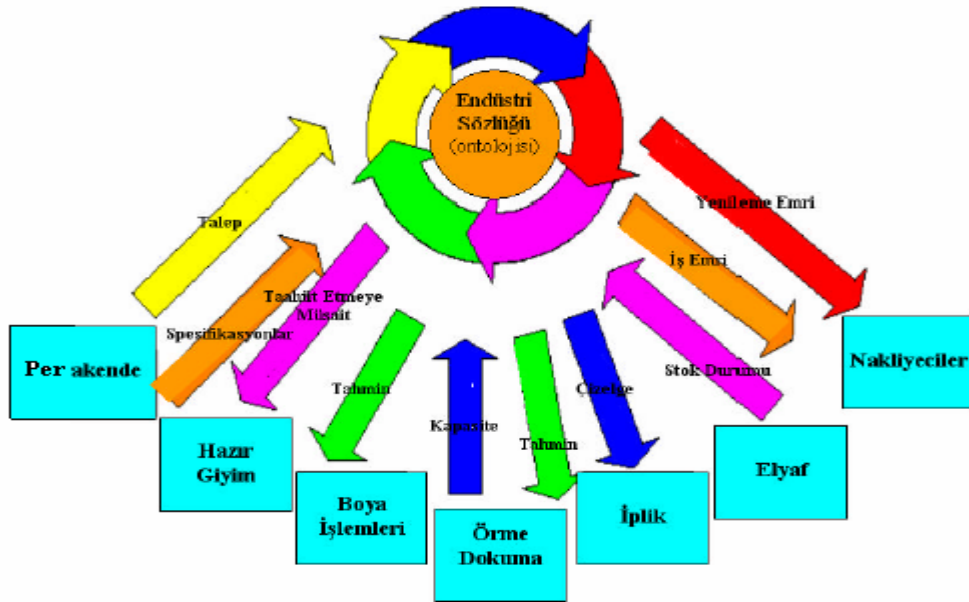 Endüstri
Sözlüğü
(ontolojisi)
Talep
Spesifikasyonlar
Taahüt Etmeye
Müsait
Tahmin
Kapasite
Tahmin
Çizelge
Stok Durumu
İş Emri
Yenileme Emri
Per akende
Hazır
Giyim
Boya
İşlemleri
Örme
Dokuma
İplik
Elyaf
Nakliyeciler